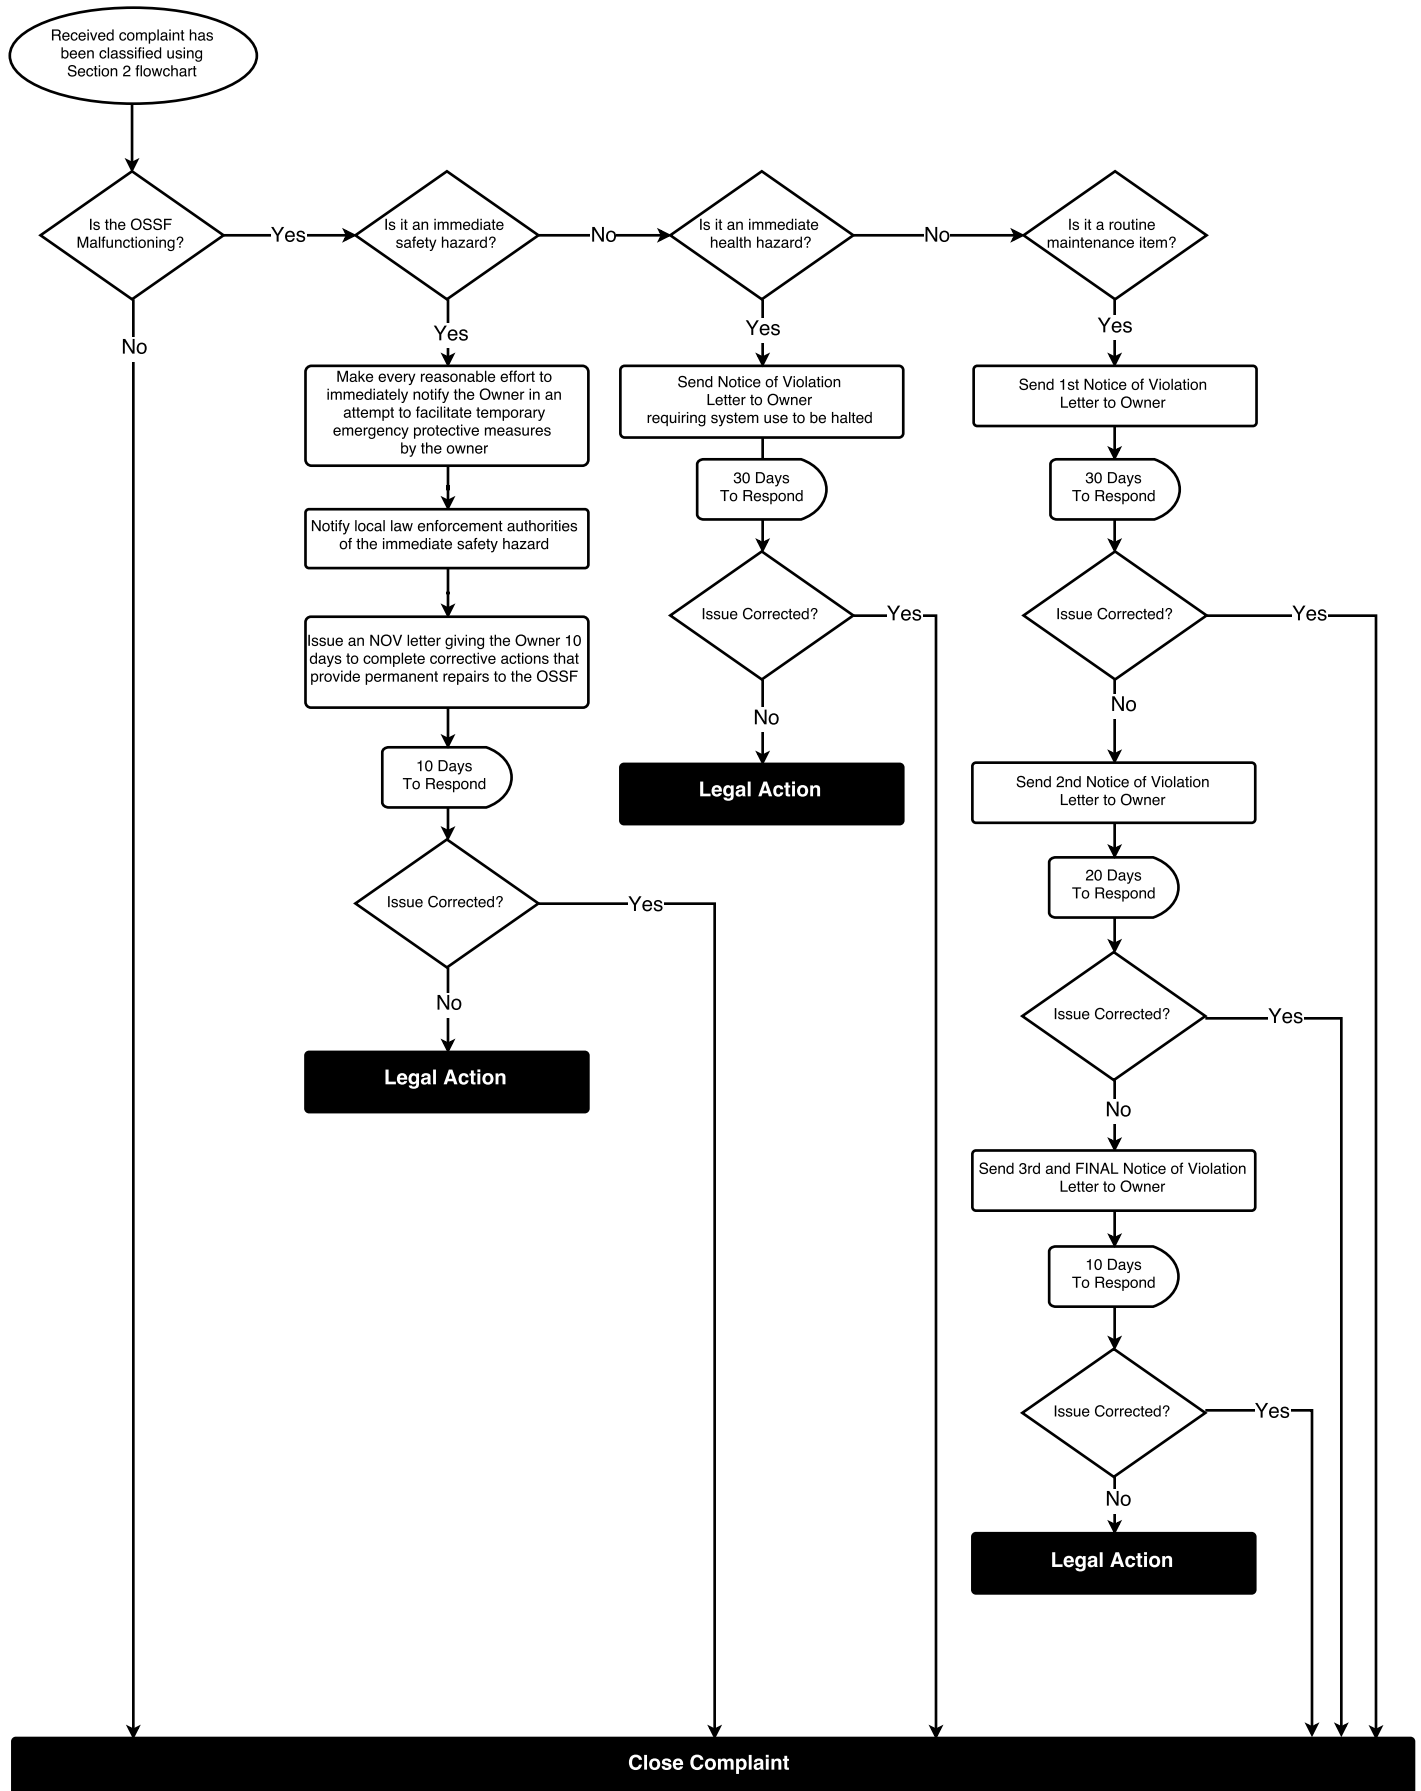 Received complaint has
been classified using
Section 2 flowchart
Is the OSSF
Malfunctioning?
Yes
Is it an immediate
safety hazard?
No
Is it an immediate
health hazard?
No
Is it a routine
maintenance item?
No
Yes
Make every reasonable effort to
immediately notify the Owner in an
attempt to facilitate temporary
emergency protective measures
by the owner
Notify local law enforcement authorities
of the immediate safety hazard
Issue an NOV letter giving the Owner 10
days to complete corrective actions that
provide permanent repairs to the OSSF
10 Days
To Respond
Issue Corrected?
Yes
No
Legal Action
Yes
Send Notice of Violation
Letter to Owner
requiring system use to be halted
30 Days
To Respond
Issue Corrected?
Yes
No
Legal Action
Yes
Send 1st Notice of Violation
Letter to Owner
30 Days
To Respond
Issue Corrected?
Yes
No
Send 2nd Notice of Violation
Letter to Owner
20 Days
To Respond
Issue Corrected?
Yes
No
Send 3rd and FINAL Notice of Violation
Letter to Owner
10 Days
To Respond
Issue Corrected?
Yes
No
Legal Action
Close Complaint